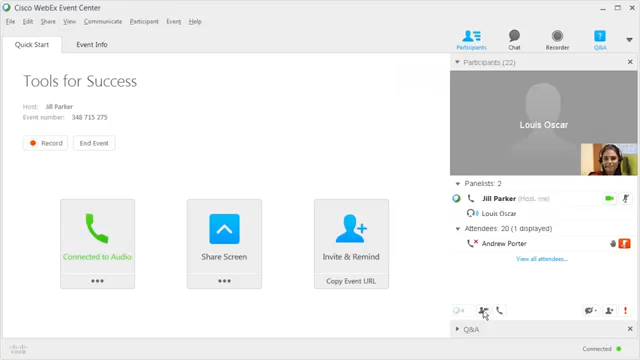 Cisco WebEx Event Center
File Edit Share View Communicate Participant Event Help
Quick Start Event Info
Participants Chat Recorder Q&A
Tools for Success
Host: Jill Parker
Event number: 348 715 275
Record End Event
Connected to Audio
Share Screen
Invite & Remind
Copy Event URL
Participants (22)
Louis Oscar
Panelists: 2
Jill Parker (Host, me)
Louis Oscar
Attendees: 20 (1 displayed)
Andrew Porter
View all attendees...
Q&A
cisco
Connected